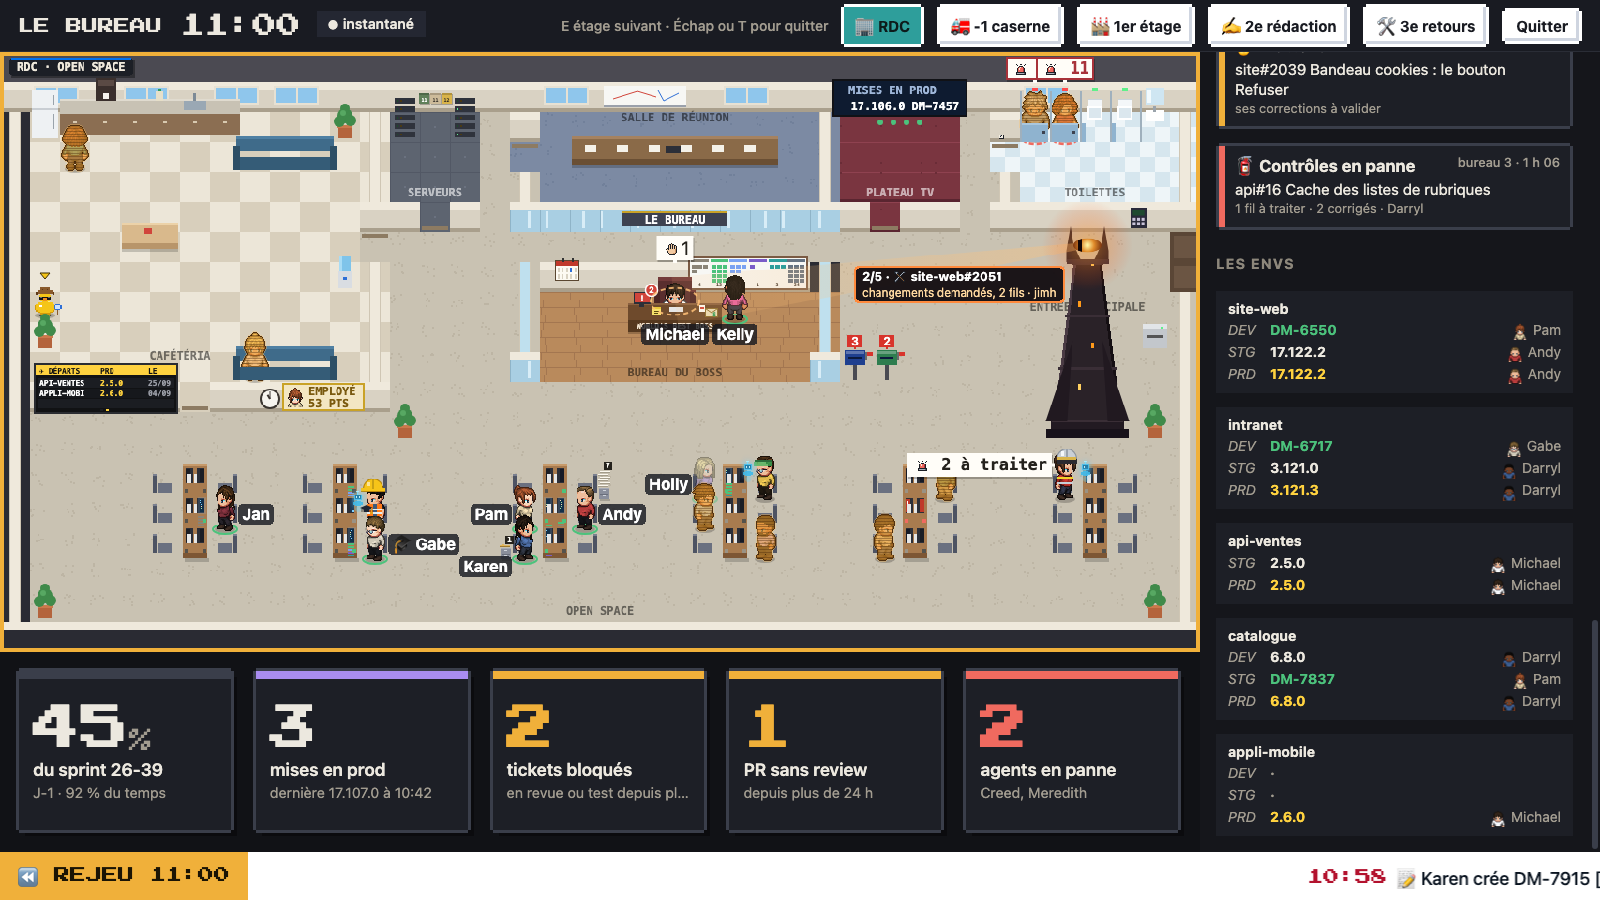 LE BUREAU 11:00
instantané
E étage suivant · Échap ou T pour quitter
RDC
-1 caserne
1er étage
2e rédaction
3e retours
Quitter
RDC · OPEN SPACE
11
MISES EN PROD
17.106.0 DM-7457
SALLE DE RÉUNION
SERVEURS
PLATEAU TV
TOILETTES
LE BUREAU
1
2/5 · site-web#2051
changements demandés, 2 fils · jimh
Michael
Kelly
BUREAU DU BOSS
3
2
CAFÉTÉRIA
DÉPARTS PRD LE
API-VENTES 2.5.0 25/09
APPLI-MOBI 2.6.0 04/09
EMPLOYÉ
53 PTS
2 à traiter
Jan
Gabe
Pam
Karen
Andy
Holly
OPEN SPACE
45%
du sprint 26-39
J-1 · 92 % du temps
3
mises en prod
dernière 17.107.0 à 10:42
2
tickets bloqués
en revue ou test depuis pl...
1
PR sans review
depuis plus de 24 h
2
agents en panne
Creed, Meredith
site#2039 Bandeau cookies : le bouton
Refuser
ses corrections à valider
Contrôles en panne
bureau 3 · 1 h 06
api#16 Cache des listes de rubriques
1 fil à traiter · 2 corrigés · Darryl
LES ENVS
site-web
DEV DM-6550 Pam
STG 17.122.2 Andy
PRD 17.122.2 Andy
intranet
DEV DM-6717 Gabe
STG 3.121.0 Darryl
PRD 3.121.3 Darryl
api-ventes
STG 2.5.0 Michael
PRD 2.5.0 Michael
catalogue
DEV 6.8.0 Darryl
STG DM-7837 Pam
PRD 6.8.0 Darryl
appli-mobile
DEV ·
STG ·
PRD 2.6.0 Michael
REJEU 11:00
10:58 Karen crée DM-7915 [